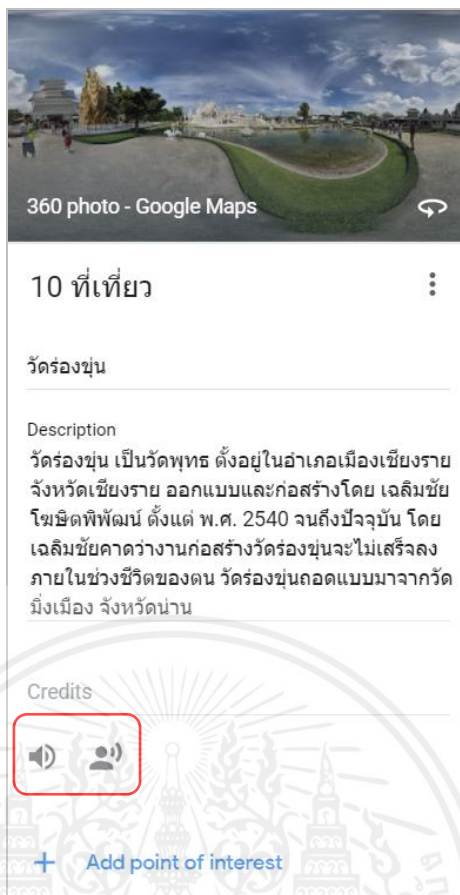 360 photo - Google Maps
10 ที่เที่ยว
วัดร่องขุ่น
Description
วัดร่องขุ่น เป็นวัดพุทธ ตั้งอยู่ในอำเภอเมืองเชียงราย
จังหวัดเชียงราย ออกแบบและก่อสร้างโดย เฉลิมชัย
โฆษิตพิพัฒน์ ตั้งแต่ พ.ศ. 2540 จนถึงปัจจุบัน โดย
เฉลิมชัยคาดว่างานก่อสร้างวัดร่องขุ่นจะไม่เสร็จลง
ภายในช่วงชีวิตของตน วัดร่องขุ่นถอดแบบมาจากวัด
มิ่งเมือง จังหวัดน่าน
Credits
+ Add point of interest